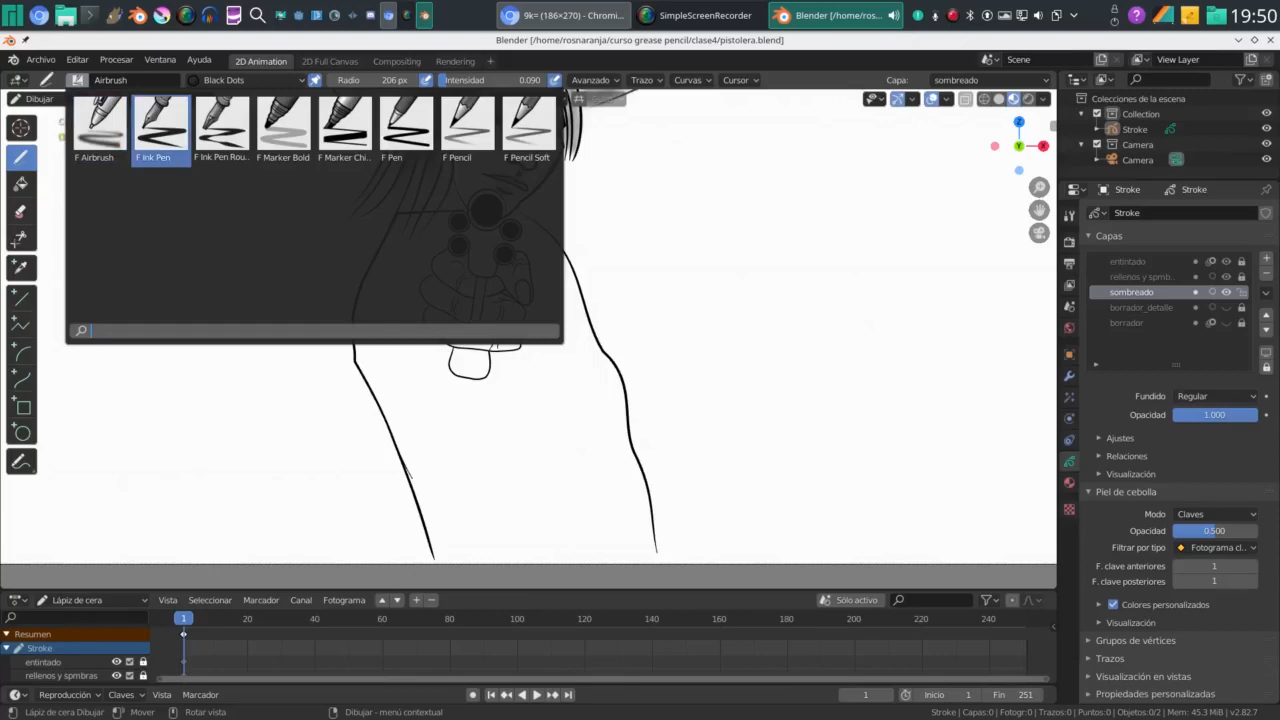 9k= (186×270) - Chromi...
SimpleScreenRecorder
Blender [/home/ros...
19:50
Blender [/home/rosnaranja/curso grease pencil/clase4/pistolera.blend]
Archivo
Editar
Procesar
Ventana
Ayuda
2D Animation
2D Full Canvas
Compositing
Rendering
+
Scene
View Layer
Airbrush
Black Dots
Radio
206 px
Intensidad
0.090
Avanzado
Trazo
Curvas
Cursor
Capa:
sombreado
Dibujar
F Airbrush
F Ink Pen
F Ink Pen Rou...
F Marker Bold
F Marker Chi...
F Pen
F Pencil
F Pencil Soft
Z
Y
X
Colecciones de la escena
Collection
Stroke
Camera
Camera
Stroke
Stroke
Stroke
Capas
entintado
rellenos y spmb...
sombreado
borrador_detalle
borrador
Fundido
Regular
Opacidad
1.000
Ajustes
Relaciones
Visualización
Piel de cebolla
Modo
Claves
Opacidad
0.500
Filtrar por tipo
Fotograma cl...
F. clave anteriores
1
F. clave posteriores
1
Colores personalizados
Visualización
Grupos de vértices
Trazos
Visualización en vistas
Propiedades personalizadas
Lápiz de cera
Vista
Seleccionar
Marcador
Canal
Fotograma
Sólo activo
1
20
40
60
80
100
120
140
160
180
200
220
240
Resumen
Stroke
entintado
rellenos y spmbras
Reproducción
Claves
Vista
Marcador
1
Inicio
1
Fin
251
Lápiz de cera Dibujar
Mover
Rotar vista
Dibujar - menú contextual
Stroke | Capas:0 | Fotogr:0 | Trazos:0 | Puntos:0 | Objetos:0/2 | Mem: 45.3 MiB | v2.82.7